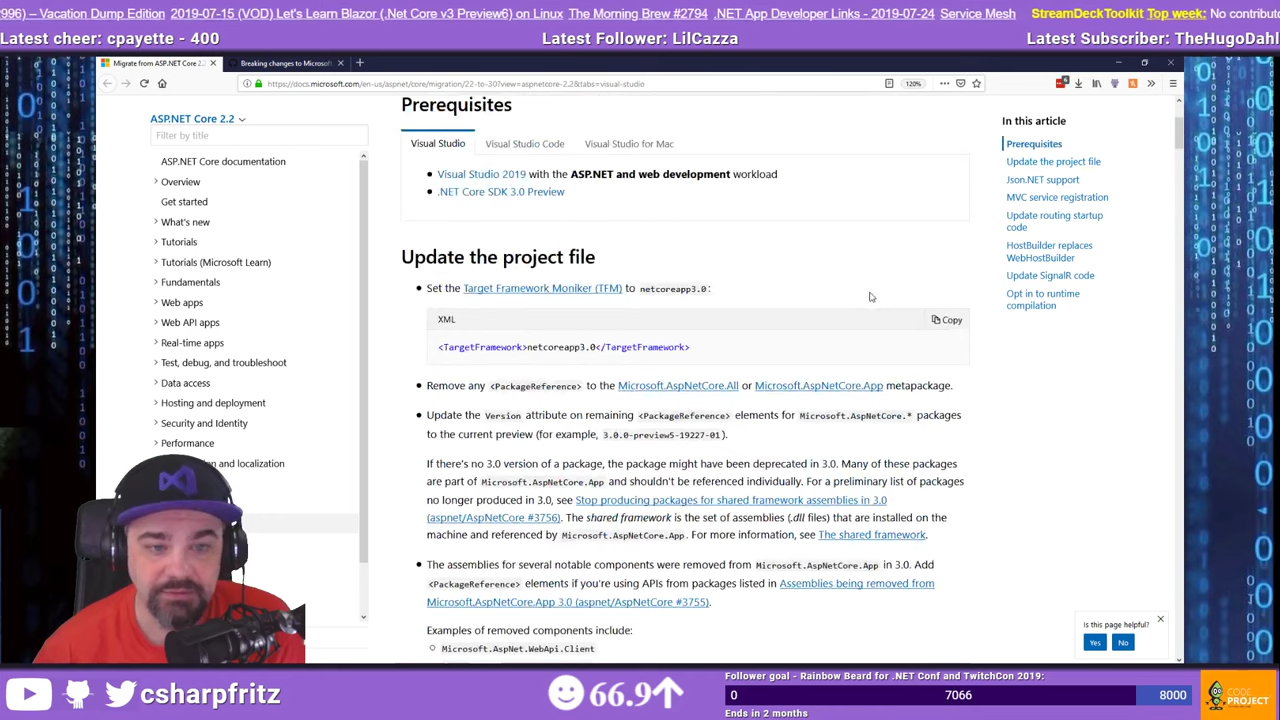 996) – Vacation Dump Edition 2019-07-15 (VOD) Let's Learn Blazor (.Net Core v3 Preview6) on Linux The Morning Brew #2794 .NET App Developer Links - 2019-07-24 Service Mesh
StreamDeckToolkit Top week: No contribut
Latest cheer: cpayette - 400
Latest Follower: LilCazza
Latest Subscriber: TheHugoDahl
Migrate from ASP.NET Core 2.2
Breaking changes to Microsoft
https://docs.microsoft.com/en-us/aspnet/core/migration/22-to-30?view=aspnetcore-2.2&tabs=visual-studio
120%
ASP.NET Core 2.2
Filter by title
ASP.NET Core documentation
Overview
Get started
What's new
Tutorials
Tutorials (Microsoft Learn)
Fundamentals
Web apps
Web API apps
Real-time apps
Test, debug, and troubleshoot
Data access
Hosting and deployment
Security and Identity
Performance
n and localization
Prerequisites
Visual Studio
Visual Studio Code
Visual Studio for Mac
Visual Studio 2019 with the ASP.NET and web development workload
.NET Core SDK 3.0 Preview
Update the project file
Set the Target Framework Moniker (TFM) to netcoreapp3.0:
XML
Copy
<TargetFramework>netcoreapp3.0</TargetFramework>
Remove any <PackageReference> to the Microsoft.AspNetCore.All or Microsoft.AspNetCore.App metapackage.
Update the Version attribute on remaining <PackageReference> elements for Microsoft.AspNetCore.* packages
to the current preview (for example, 3.0.0-preview5-19227-01).
If there's no 3.0 version of a package, the package might have been deprecated in 3.0. Many of these packages
are part of Microsoft.AspNetCore.App and shouldn't be referenced individually. For a preliminary list of packages
no longer produced in 3.0, see Stop producing packages for shared framework assemblies in 3.0
(aspnet/AspNetCore #3756). The shared framework is the set of assemblies (.dll files) that are installed on the
machine and referenced by Microsoft.AspNetCore.App. For more information, see The shared framework.
The assemblies for several notable components were removed from Microsoft.AspNetCore.App in 3.0. Add
<PackageReference> elements if you're using APIs from packages listed in Assemblies being removed from
Microsoft.AspNetCore.App 3.0 (aspnet/AspNetCore #3755).
Examples of removed components include:
Microsoft.AspNet.WebApi.Client
In this article
Prerequisites
Update the project file
Json.NET support
MVC service registration
Update routing startup
code
HostBuilder replaces
WebHostBuilder
Update SignalR code
Opt in to runtime
compilation
Is this page helpful?
Yes
No
csharpfritz
66.9
Follower goal - Rainbow Beard for .NET Conf and TwitchCon 2019:
0
7066
8000
Ends in 2 months
CODE
PROJECT